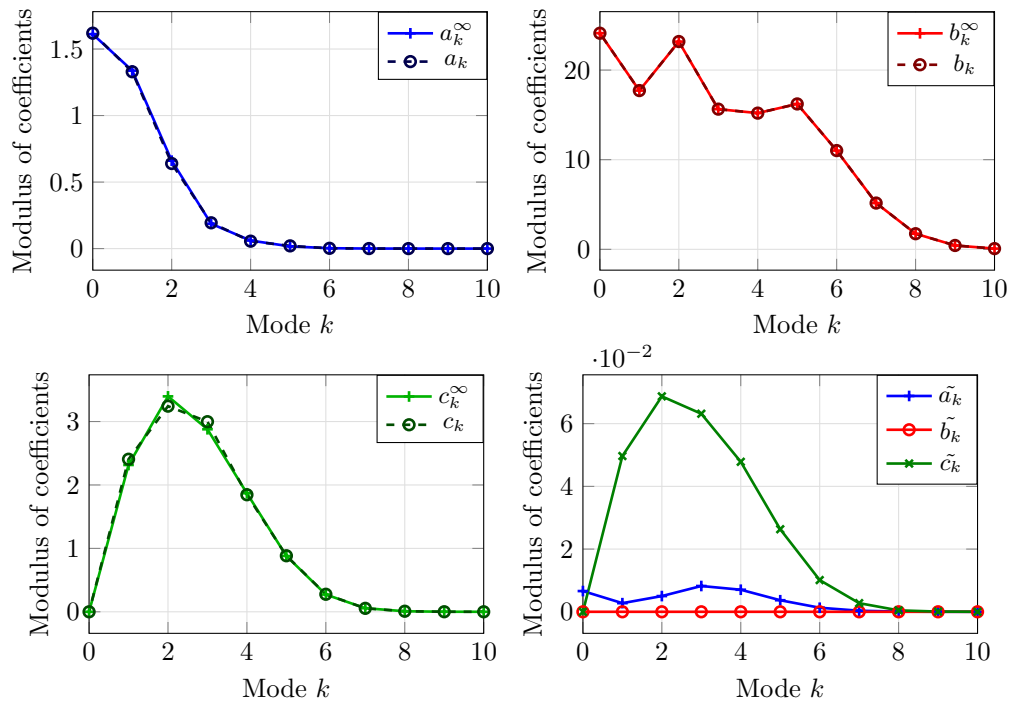 Modulus of coefficients
1.5
1
0.5
0
0 2 4 6 8 10
Mode k
a_k^∞
a_k
Modulus of coefficients
20
10
0
0 2 4 6 8 10
Mode k
b_k^∞
b_k
Modulus of coefficients
3
2
1
0
0 2 4 6 8 10
Mode k
c_k^∞
c_k
·10^−2
Modulus of coefficients
6
4
2
0
0 2 4 6 8 10
Mode k
ã_k
b̃_k
c̃_k